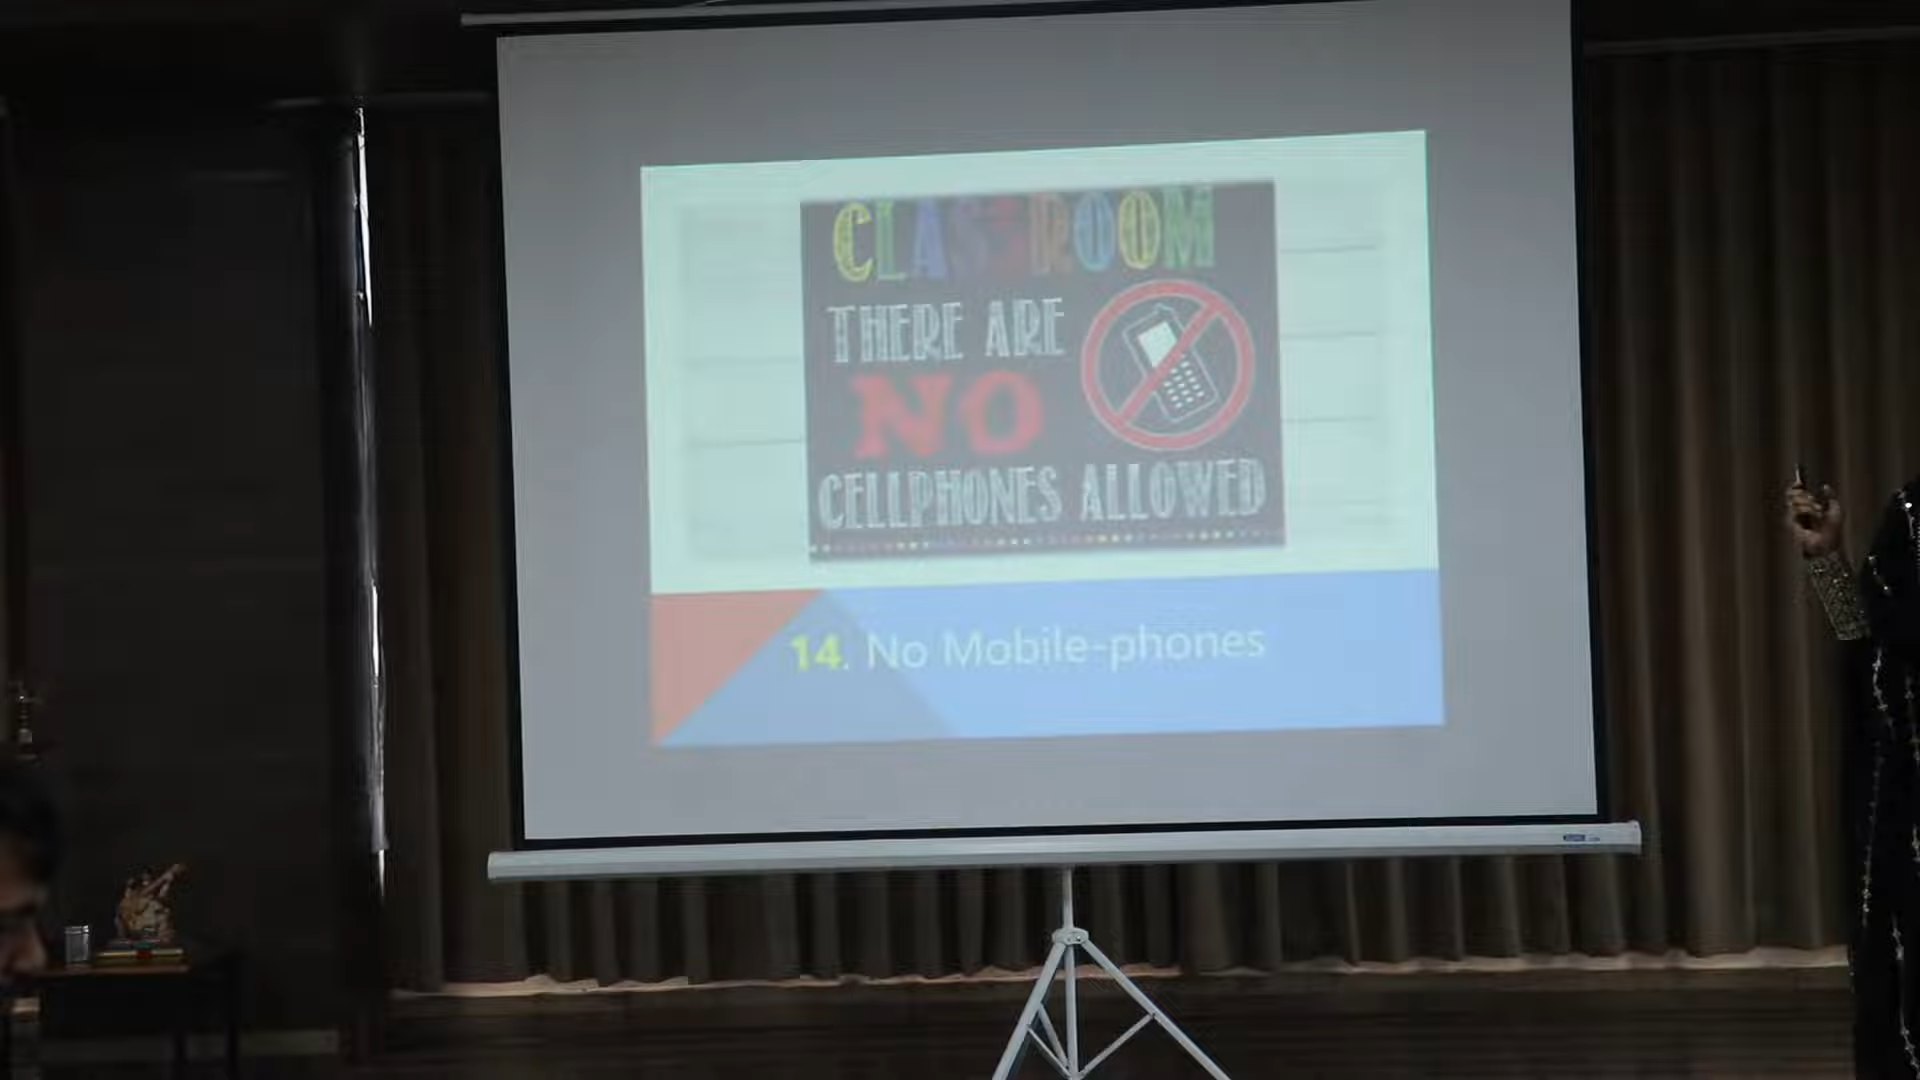 CLASSROOM
THERE ARE
NO
CELLPHONES ALLOWED
14. No Mobile-phones